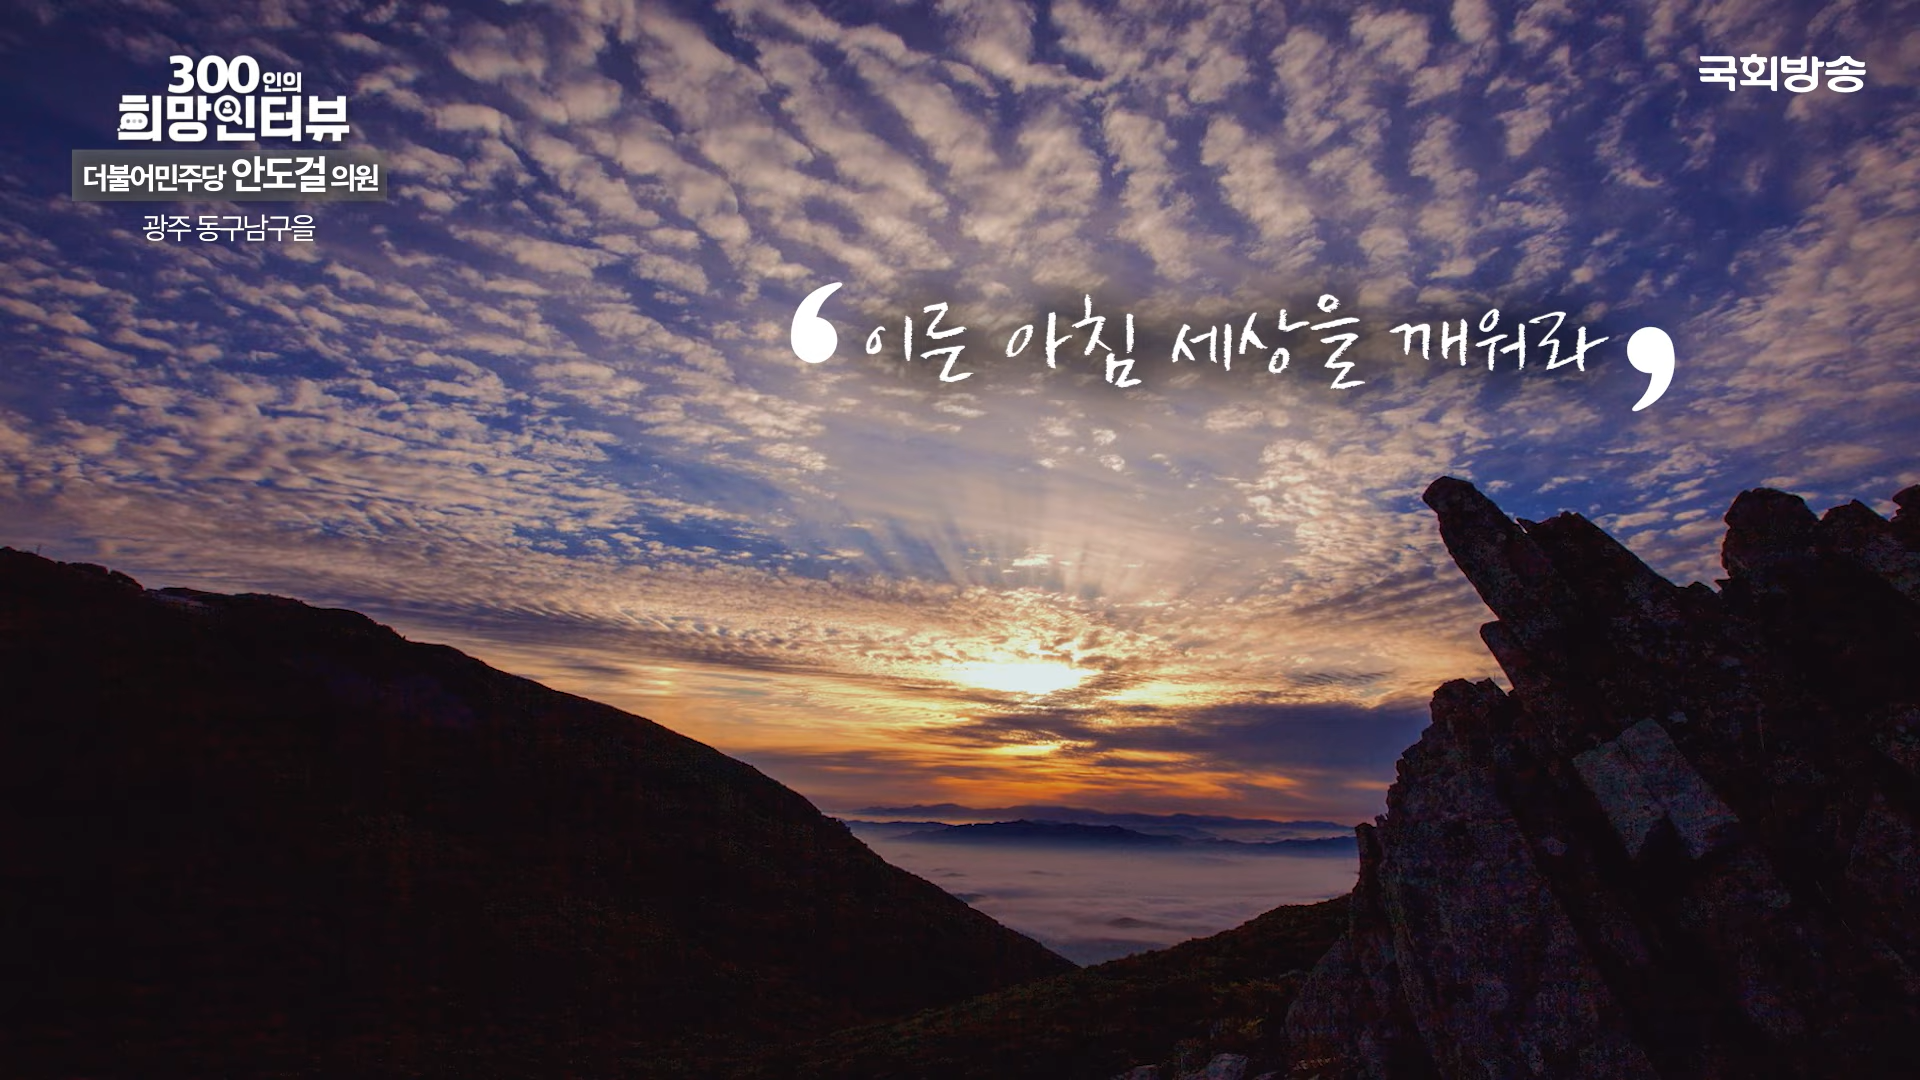 300인의
희망인터뷰
더불어민주당 안도걸 의원
광주 동구남구을
국회방송
‘이른 아침 세상을 깨워라’